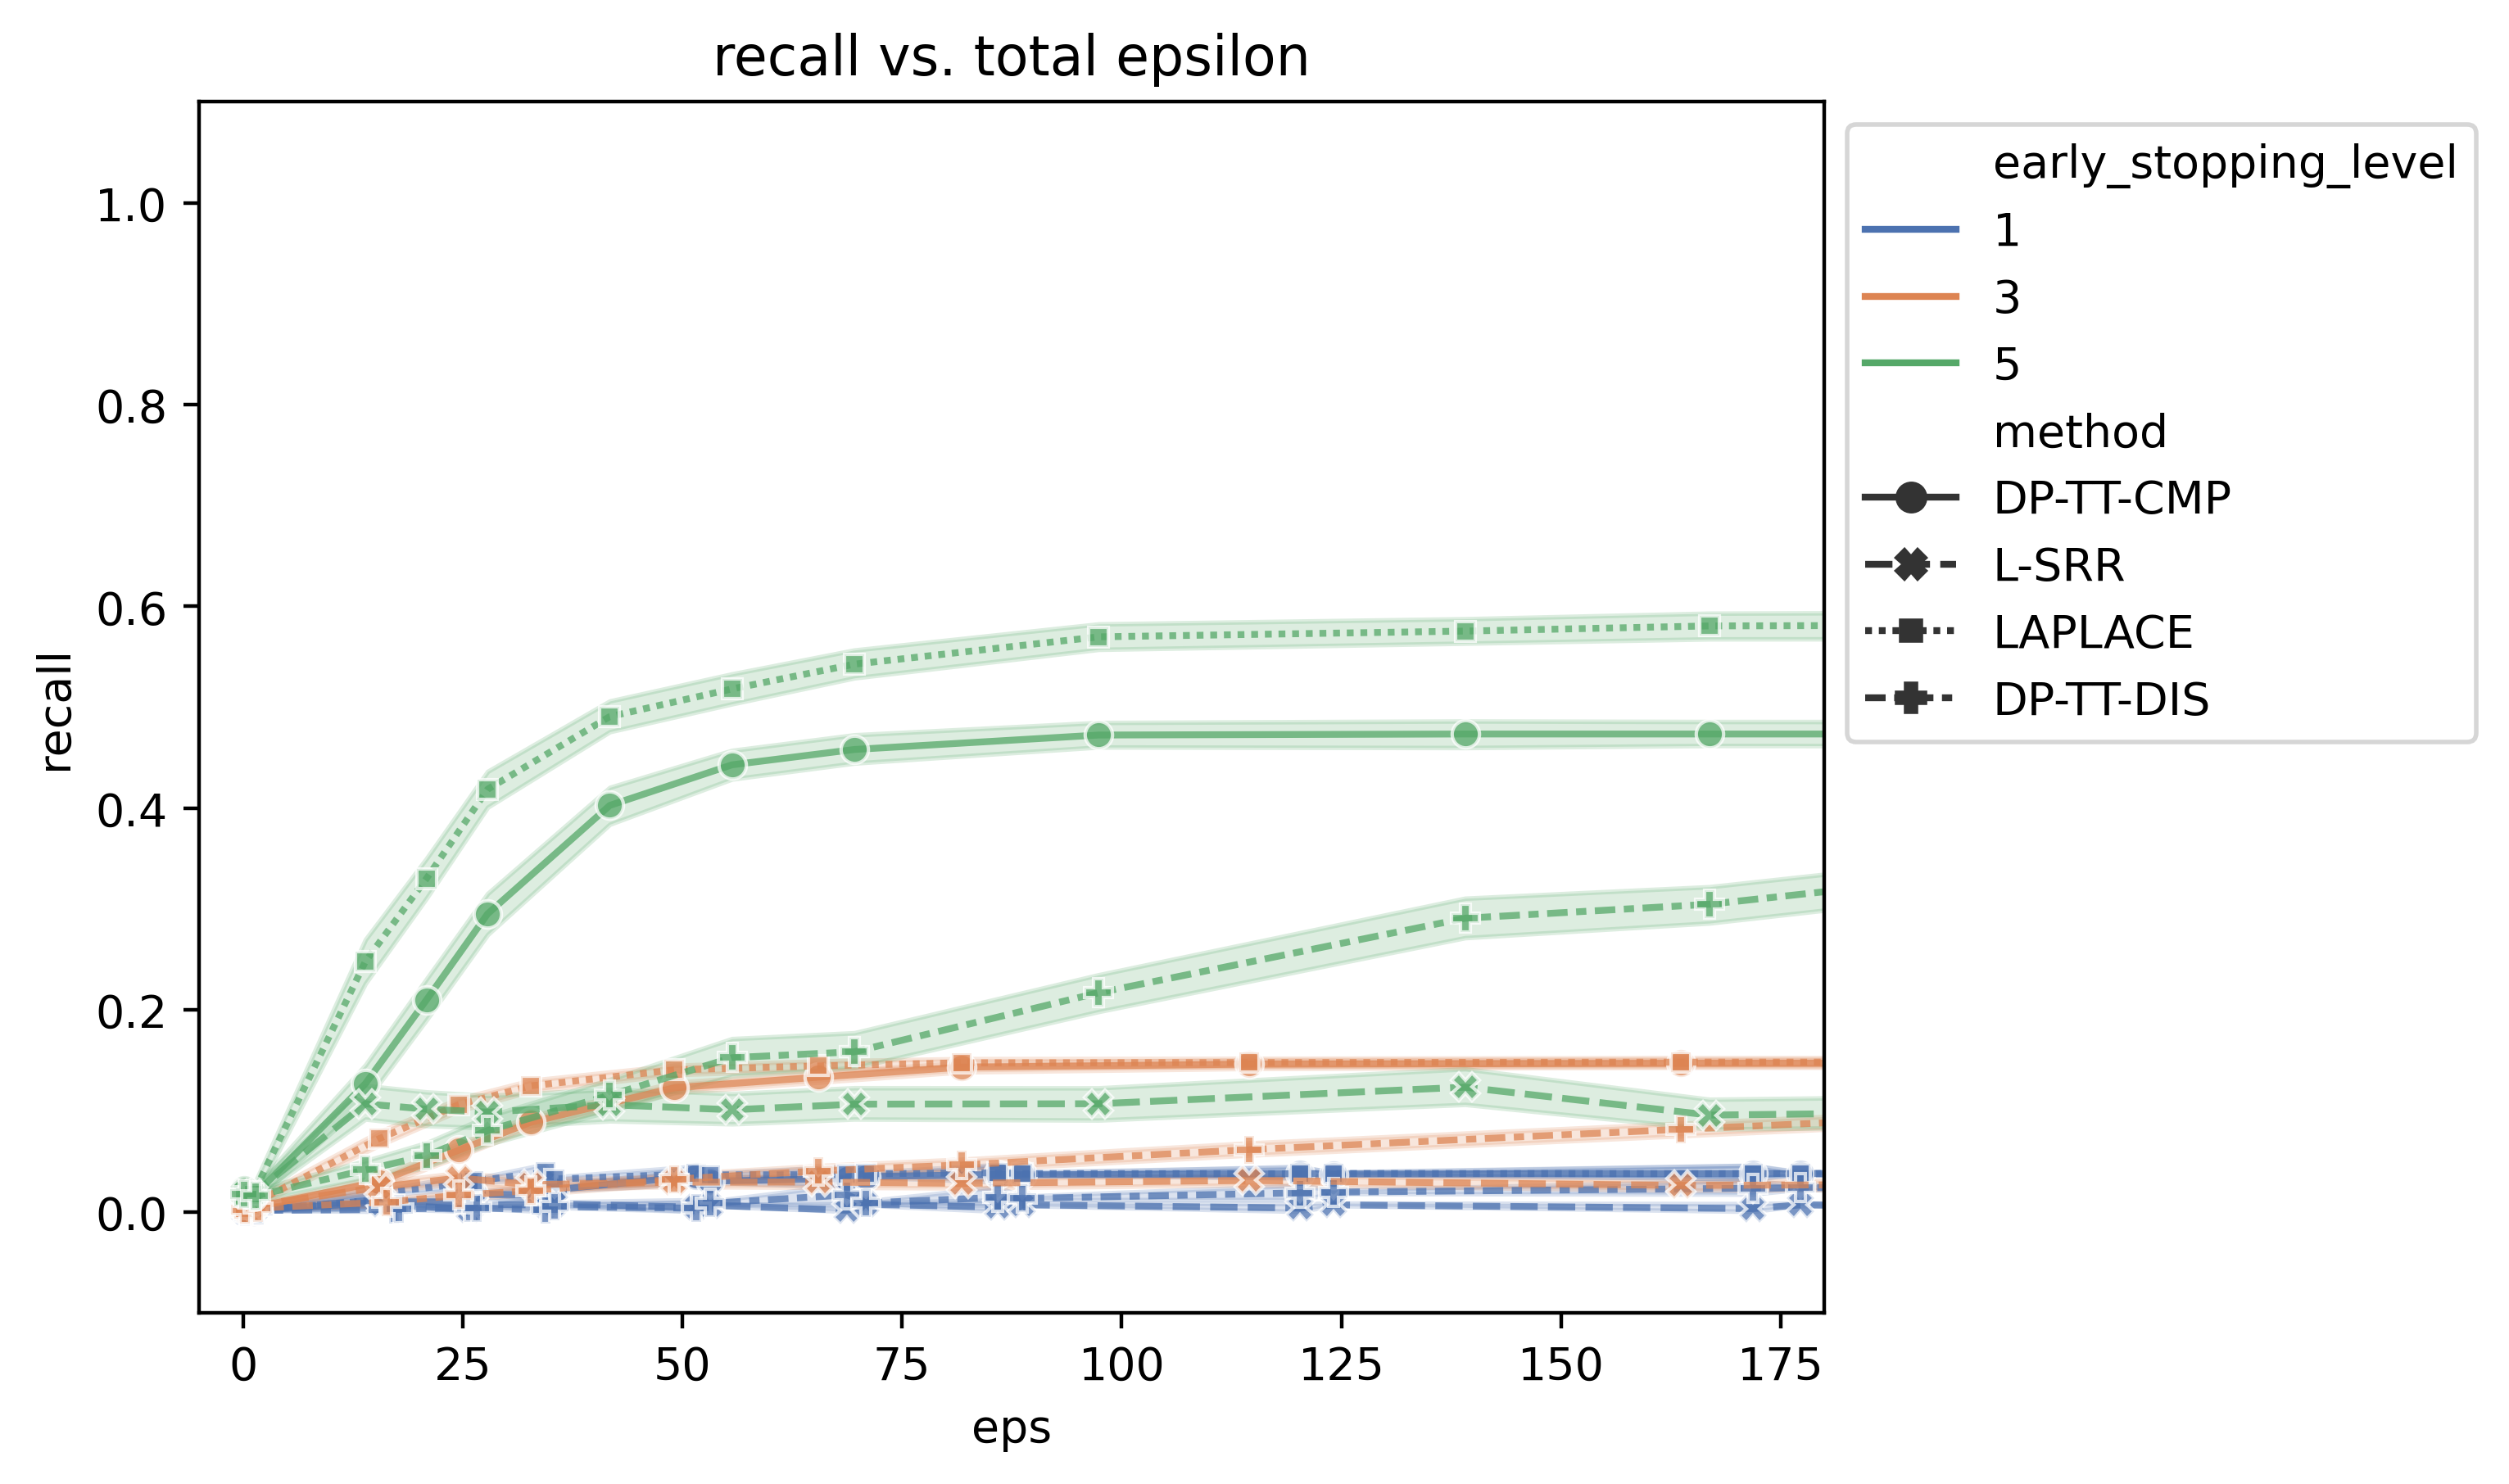 recall vs. total epsilon
recall
1.0
0.8
0.6
0.4
0.2
0.0
0
25
50
75
100
125
150
175
eps
early_stopping_level
1
3
5
method
DP-TT-CMP
L-SRR
LAPLACE
DP-TT-DIS